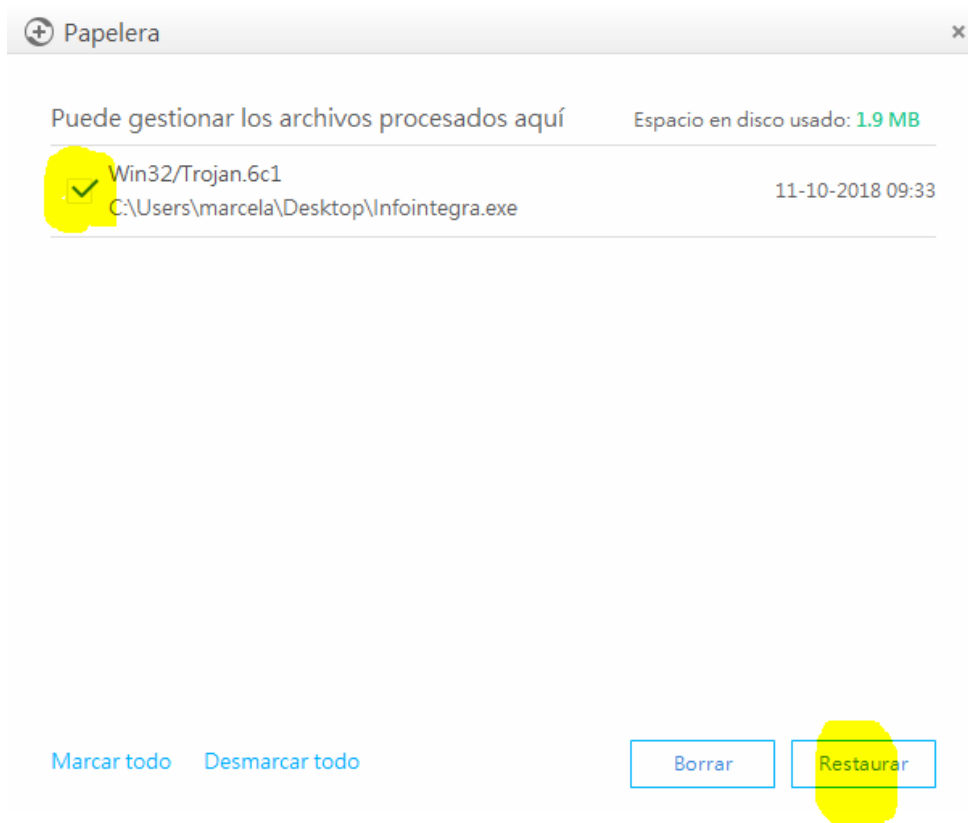 Papelera
Puede gestionar los archivos procesados aquí
Espacio en disco usado: 1.9 MB
Win32/Trojan.6c1
C:\Users\marcela\Desktop\Infointegra.exe
11-10-2018 09:33
Marcar todo
Desmarcar todo
Borrar
Restaurar